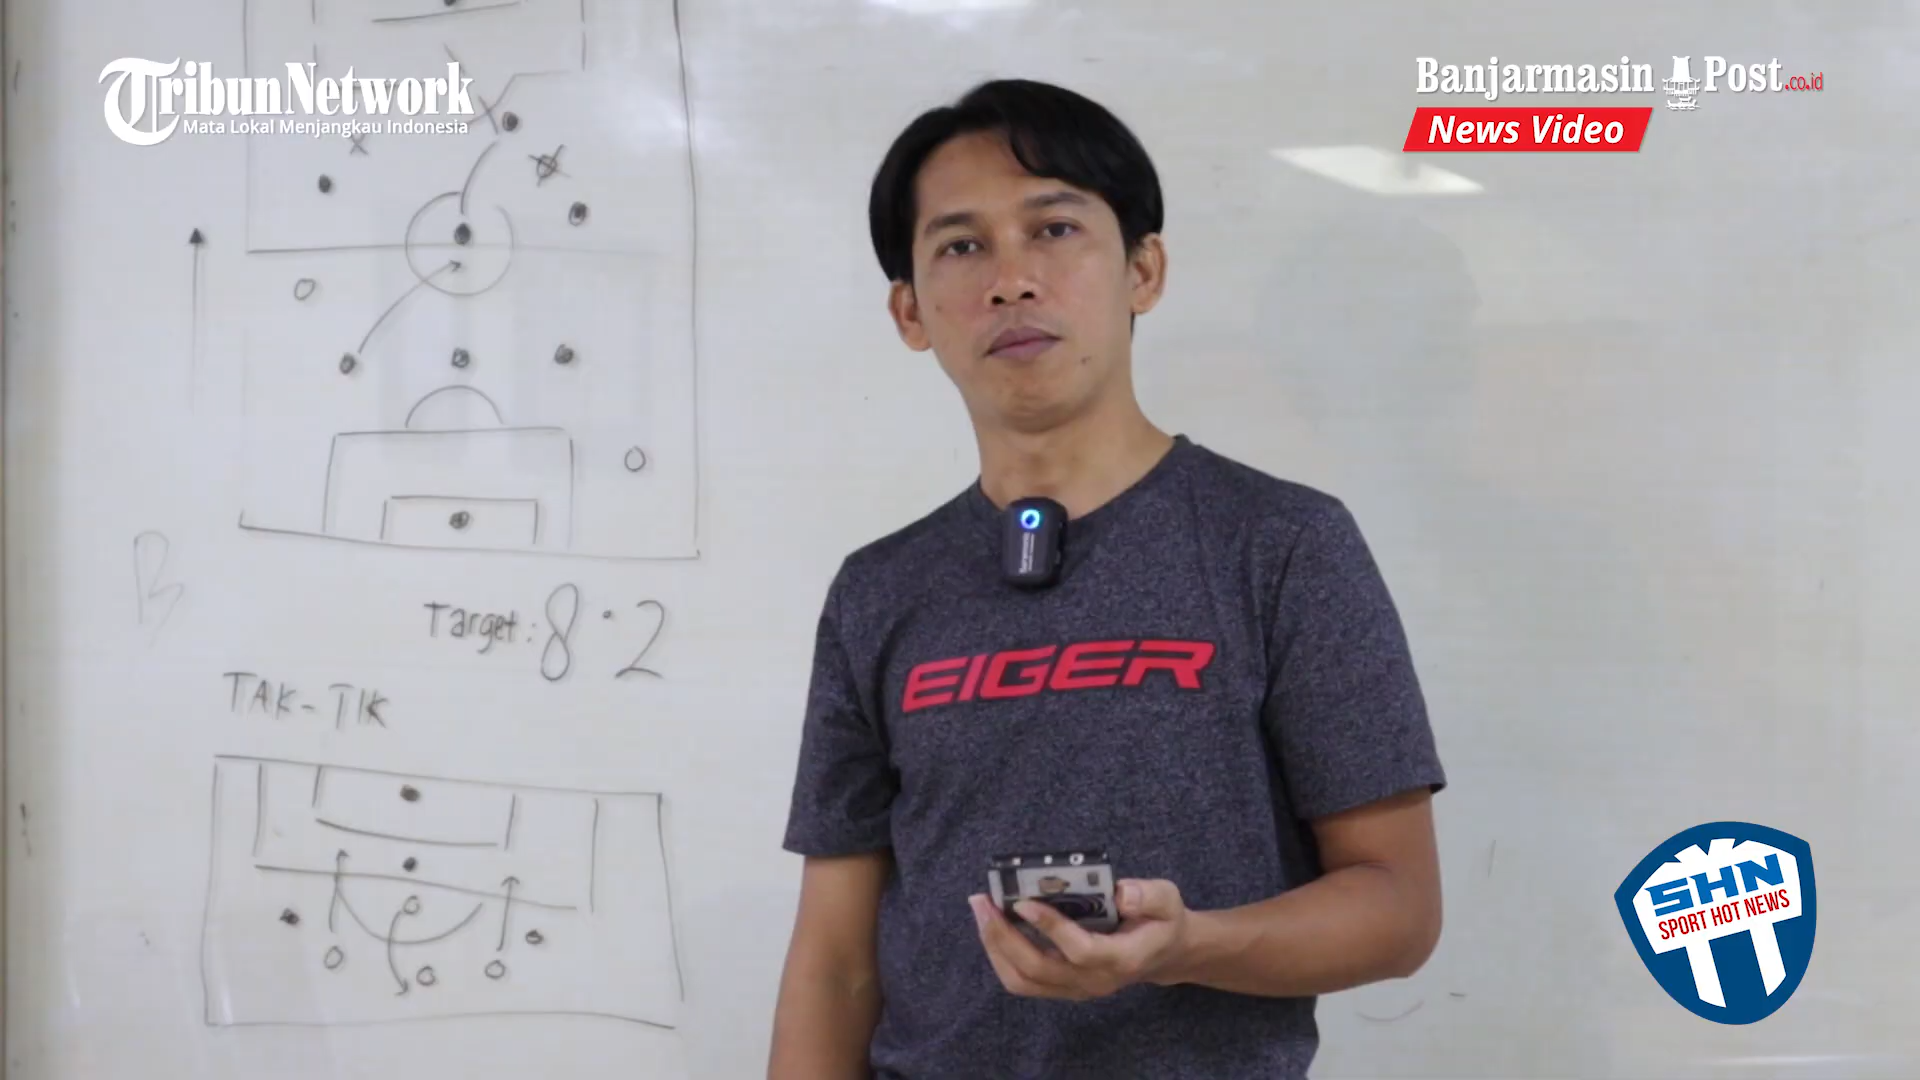 TribunNetwork
Mata Lokal Menjangkau Indonesia
Banjarmasin Post.co.id
News Video
B
Target: 8·2
TAK-TIK
EIGER
SHN
SPORT HOT NEWS